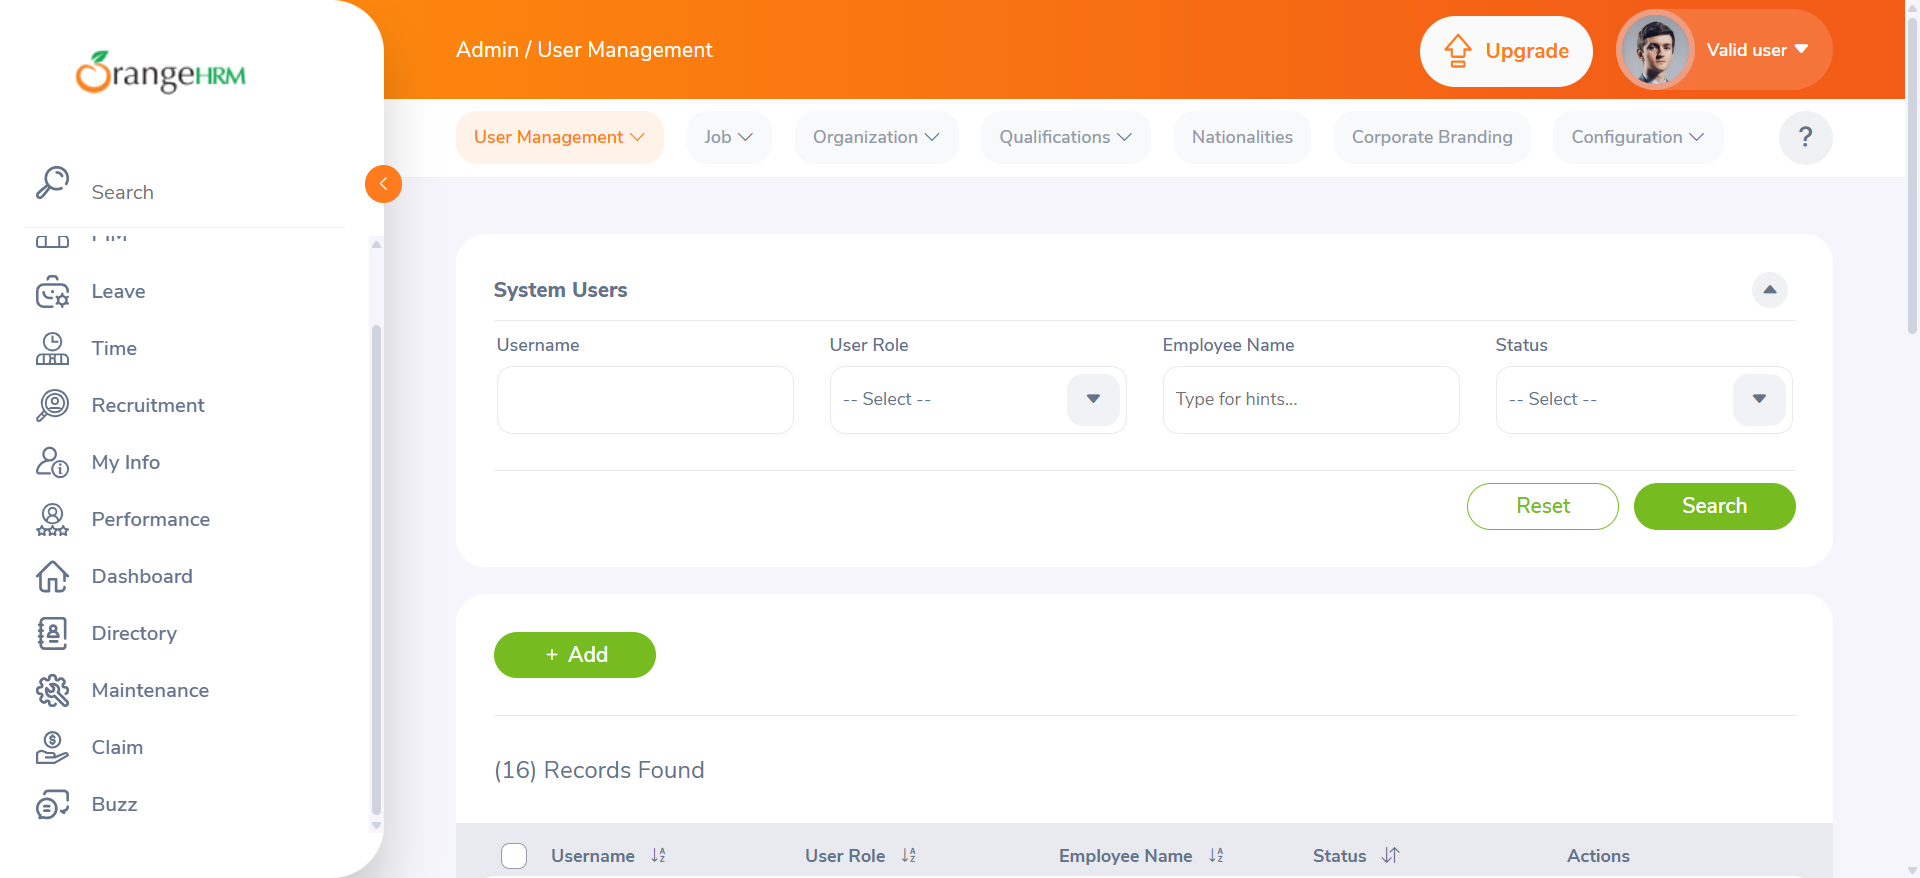 OrangeHRM
Search
Leave
Time
Recruitment
My Info
Performance
Dashboard
Directory
Maintenance
Claim
Buzz
Admin / User Management
Upgrade
Valid user
User Management
Job
Organization
Qualifications
Nationalities
Corporate Branding
Configuration
?
System Users
Username
User Role
Employee Name
Status
-- Select --
Type for hints...
-- Select --
Reset
Search
+ Add
(16) Records Found
Username
User Role
Employee Name
Status
Actions